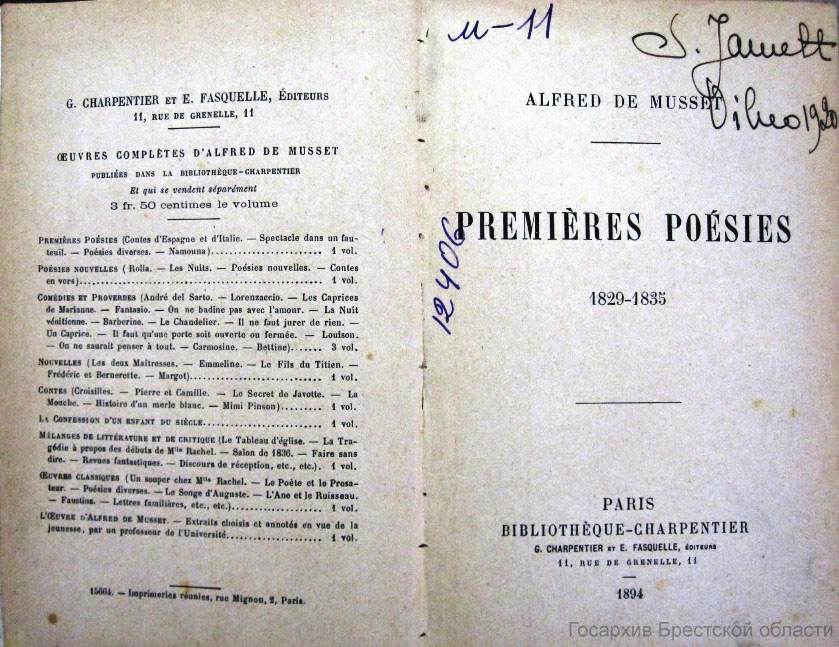 G. CHARPENTIER ET E. FASQUELLE, ÉDITEURS
11, RUE DE GRENELLE, 11
ŒUVRES COMPLÈTES D'ALFRED DE MUSSET
PUBLIÉES DANS LA BIBLIOTHÈQUE-CHARPENTIER
Et qui se vendent séparément
3 fr. 50 centimes le volume
PREMIÈRES POÉSIES (Contes d'Espagne et d'Italie. — Spectacle dans un fau-
teuil. — Poésies diverses. — Namouna)........................ 1 vol.
POÉSIES NOUVELLES (Rolla. — Les Nuits. — Poésies nouvelles. — Contes
en vers)........................ 1 vol.
COMÉDIES ET PROVERBES (André del Sarto. — Lorenzaccio. — Les Caprices
de Marianne. — Fantasio. — On ne badine pas avec l'amour. — La Nuit
vénitienne. — Barberine. — Le Chandelier. — Il ne faut jurer de rien. —
Un Caprice. — Il faut qu'une porte soit ouverte ou fermée. — Louison.
— On ne saurait penser à tout. — Carmosine. — Bettine)...... 3 vol.
NOUVELLES (Les deux Maîtresses. — Emmeline. — Le Fils du Titien. —
Frédéric et Bernerette. — Margot)........................ 1 vol.
CONTES (Croisilles. — Pierre et Camille. — Le Secret de Javotte. — La
Mouche. — Histoire d'un merle blanc. — Mimi Pinson)......... 1 vol.
LA CONFESSION D'UN ENFANT DU SIÈCLE........................ 1 vol.
MÉLANGES DE LITTÉRATURE ET DE CRITIQUE (Le Tableau d'église. — La Tra-
gédie à propos des débuts de Mlle Rachel. — Salon de 1836. — Faire sans
dire. — Revues fantastiques. — Discours de réception, etc., etc.). 1 vol.
ŒUVRES CLASSIQUES (Un souper chez Mlle Rachel. — Le Poète et le Prosa-
teur. — Poésies diverses. — Le Songe d'Auguste. — L'Ane et le Ruisseau.
— Faustine. — Lettres familières, etc., etc.)........................ 1 vol.
L'ŒUVRE D'ALFRED DE MUSSET. — Extraits choisis et annotés en vue de la
jeunesse, par un professeur de l'Université........................ 1 vol.
15664. — Imprimeries réunies, rue Mignon, 2, Paris.
и-11
ALFRED DE MUSSET
1920
12406
PREMIÈRES POÉSIES
1829-1835
PARIS
BIBLIOTHÈQUE-CHARPENTIER
G. CHARPENTIER ET E. FASQUELLE, ÉDITEURS
11, RUE DE GRENELLE, 11
1894
Госархив Брестской области